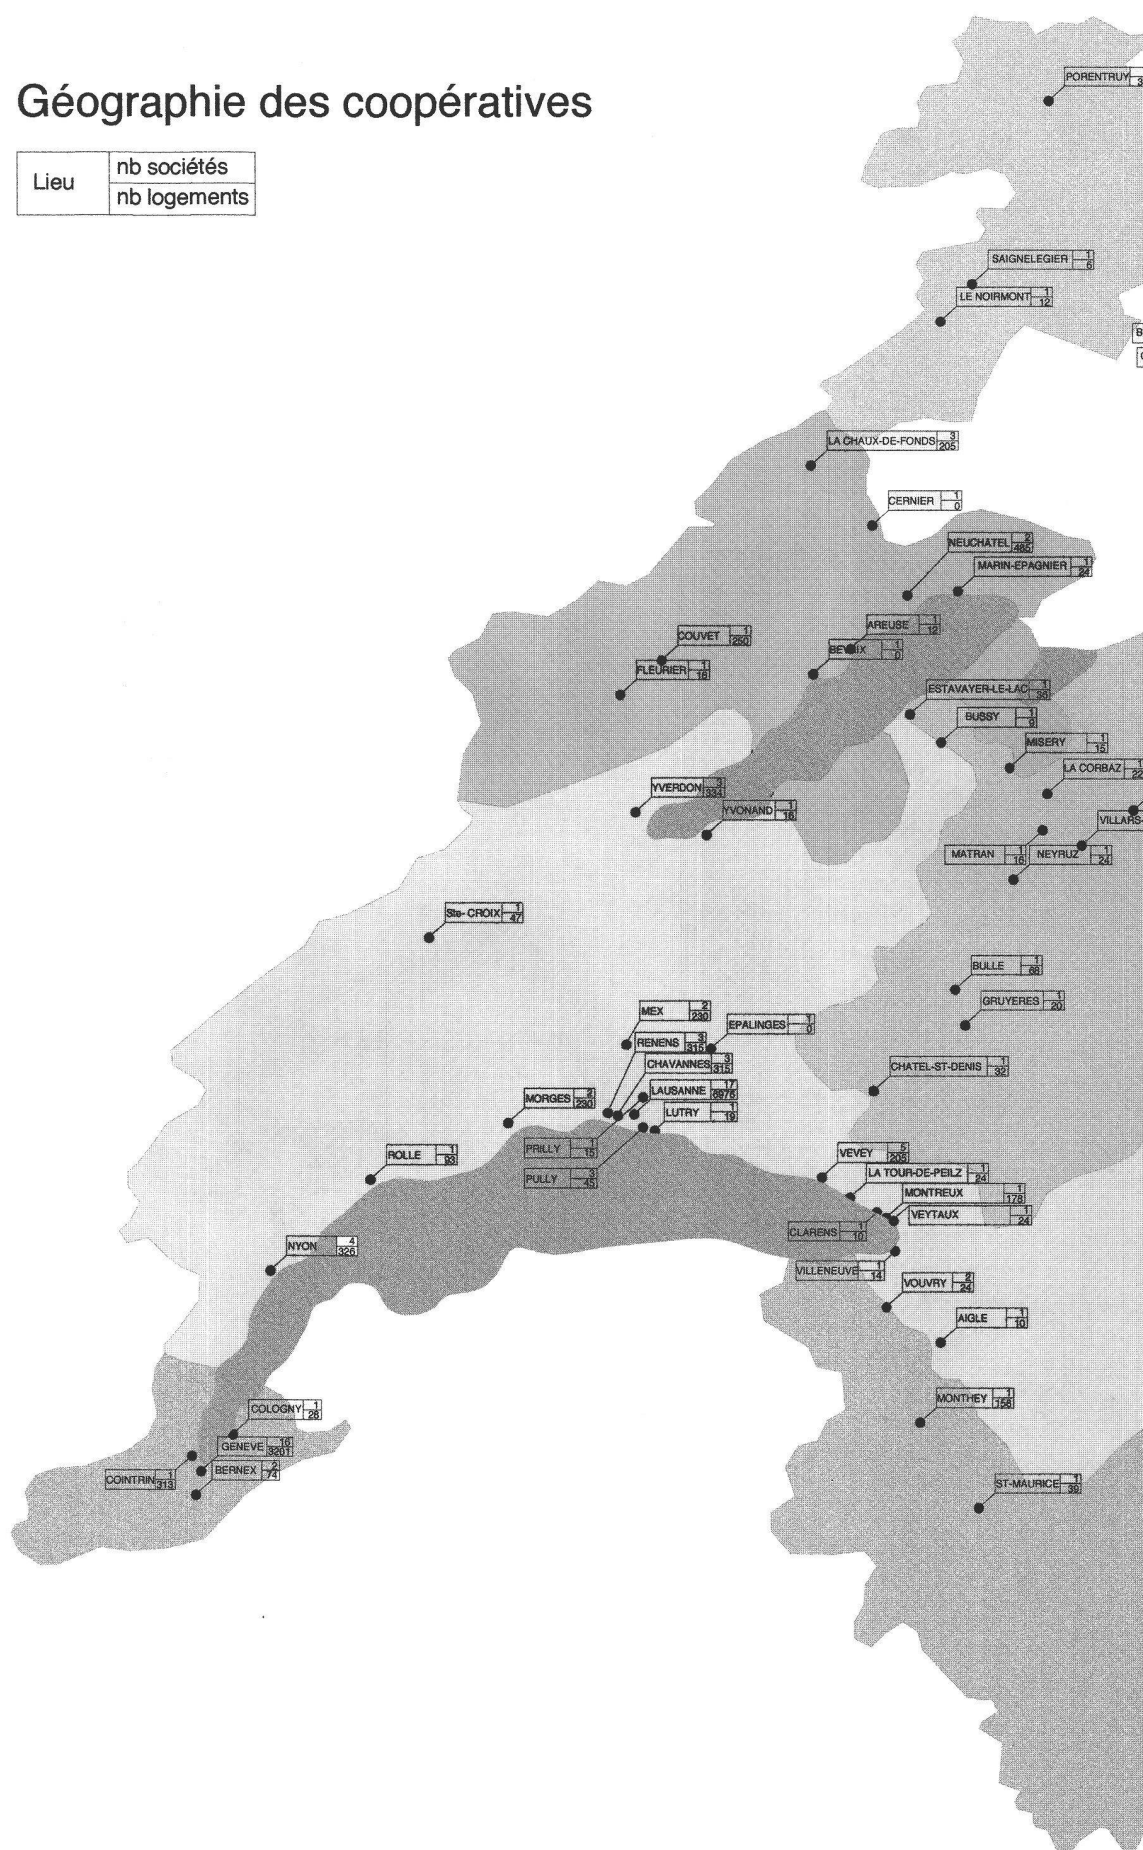 Géographie des coopératives
Lieu
nb sociétés
nb logements
PORENTRUY
3
SAIGNELEGIER 1
6
LE NOIRMONT 1
12
B
LA CHAUX-DE-FONDS 3
205
CERNIER 1
0
NEUCHATEL 2
465
MARIN-EPAGNIER 1
24
AREUSE 1
12
COUVET 1
250
BEVAIX 1
0
FLEURIER 1
18
ESTAVAYER-LE-LAC 1
36
BUSSY 1
9
MISERY 1
15
LA CORBAZ 1
22
YVERDON 3
334
YVONAND 1
16
VILLARS-
MATRAN 1
16
NEYRUZ 1
24
Ste- CROIX 1
47
BULLE 1
68
GRUYERES 1
20
MEX 2
230
EPALINGES 1
0
RENENS 3
315
CHAVANNES 3
315
CHATEL-ST-DENIS 1
32
LAUSANNE 17
6976
MORGES 2
230
LUTRY 1
19
PRILLY 1
15
ROLLE 1
93
VEVEY 5
205
PULLY 3
45
LA TOUR-DE-PEILZ 1
24
MONTREUX 1
178
VEYTAUX 1
24
CLARENS 1
10
NYON 4
326
VILLENEUVE 1
14
VOUVRY 2
24
AIGLE 1
10
MONTHEY 1
158
COLOGNY 1
28
GENEVE 16
3201
BERNEX 2
74
COINTRIN 1
313
ST-MAURICE 1
39